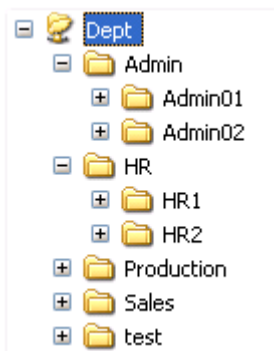 Dept
Admin
Admin01
Admin02
HR
HR1
HR2
Production
Sales
test